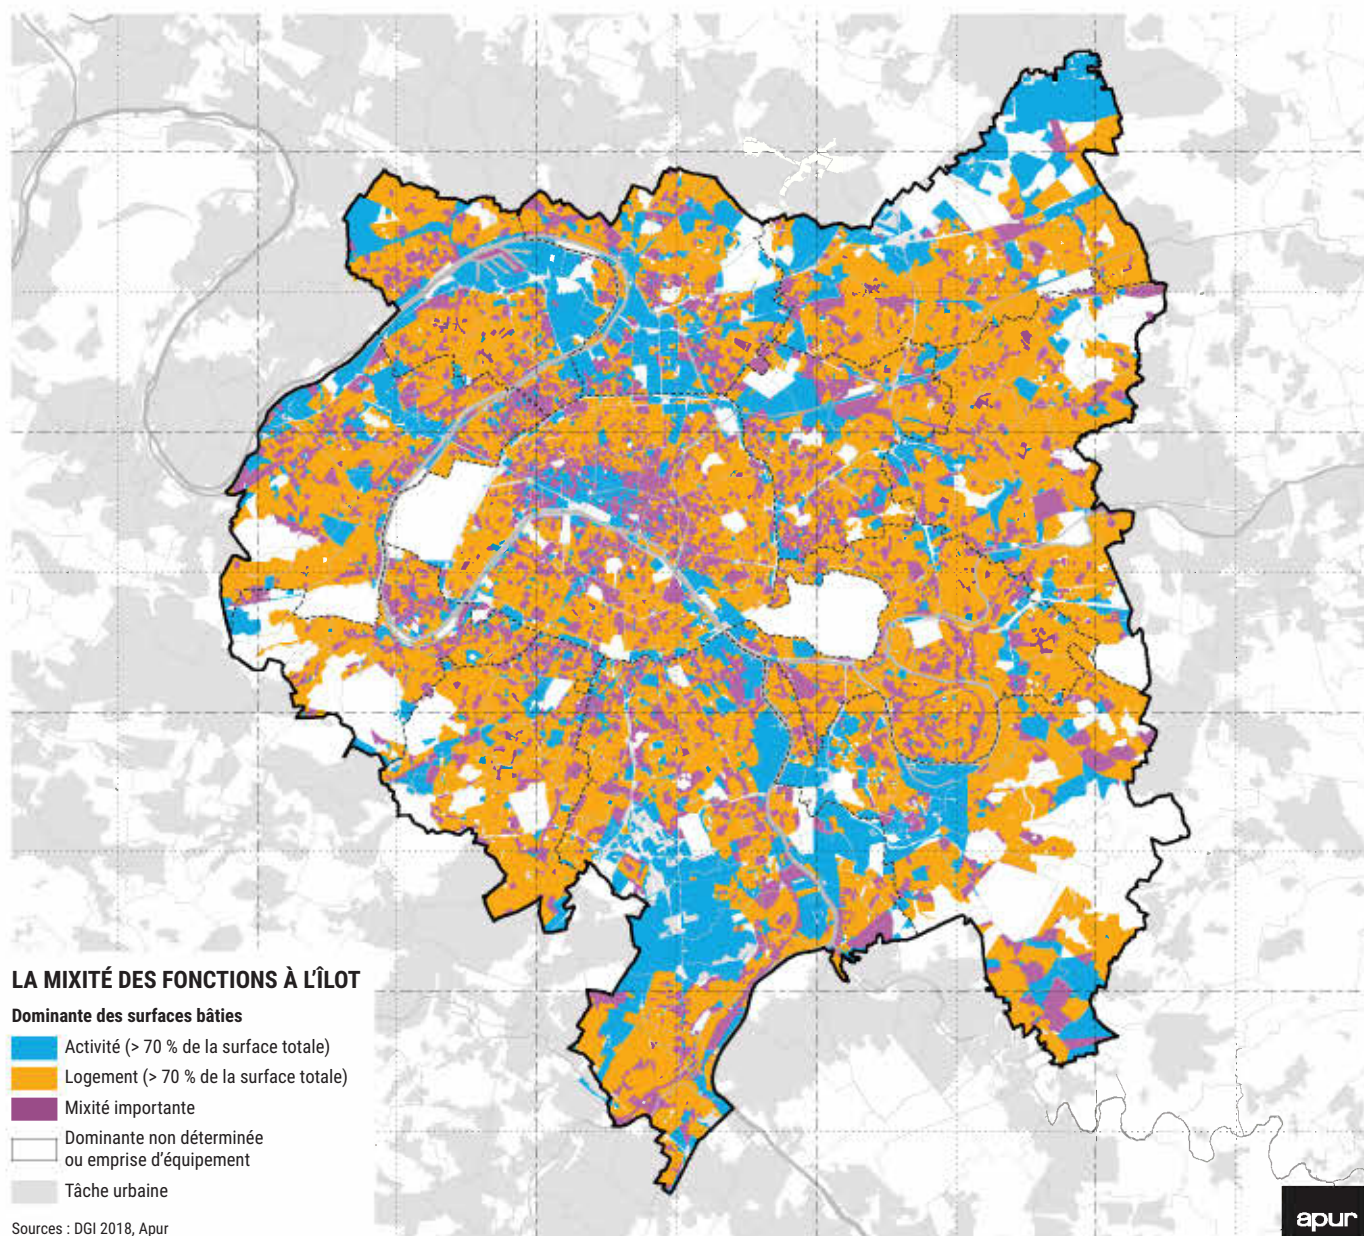 LA MIXITÉ DES FONCTIONS À L'ÎLOT
Dominante des surfaces bâties
Activité (> 70 % de la surface totale)
Logement (> 70 % de la surface totale)
Mixité importante
Dominante non déterminée
ou emprise d'équipement
Tâche urbaine
Sources : DGI 2018, Apur
apur